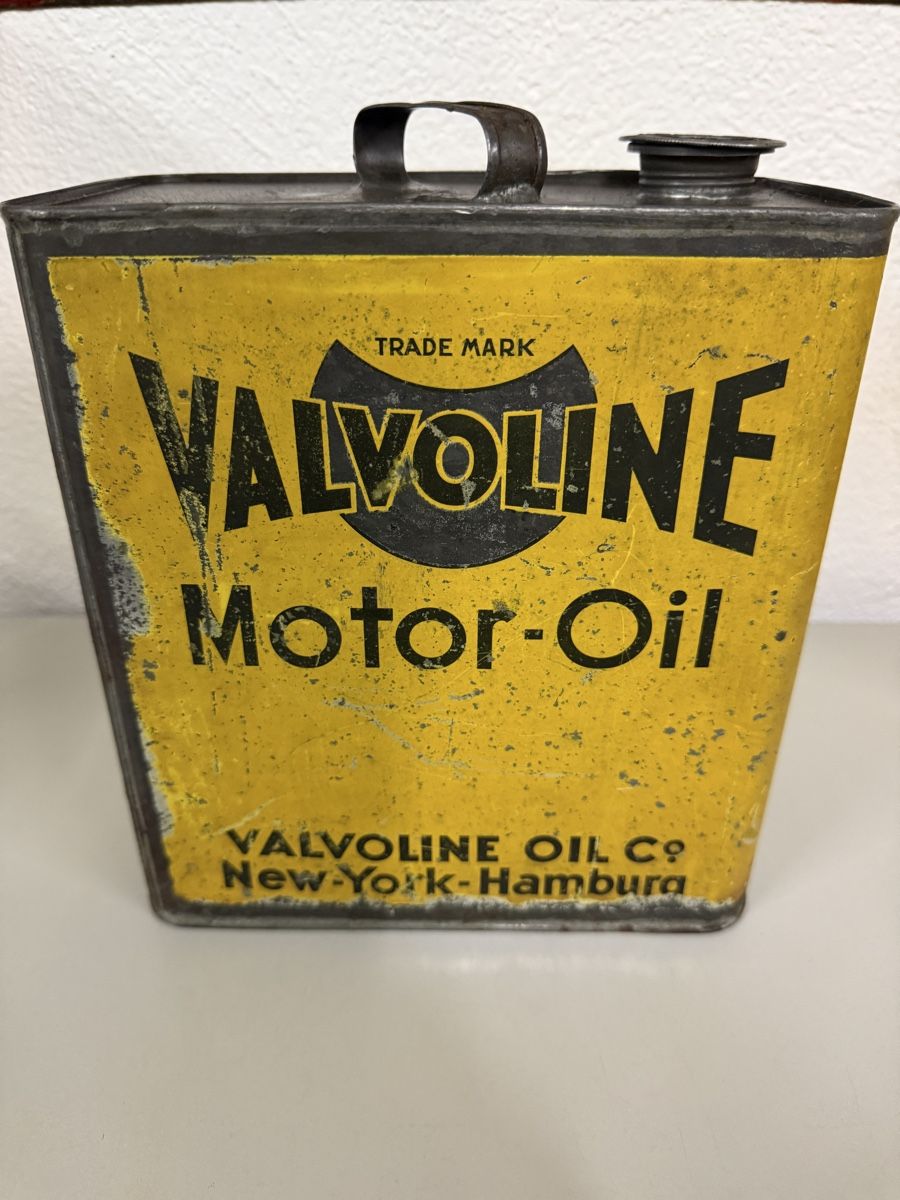 TRADE MARK
VALVOLINE
Motor-Oil
VALVOLINE OIL Co
New-York-Hamburg